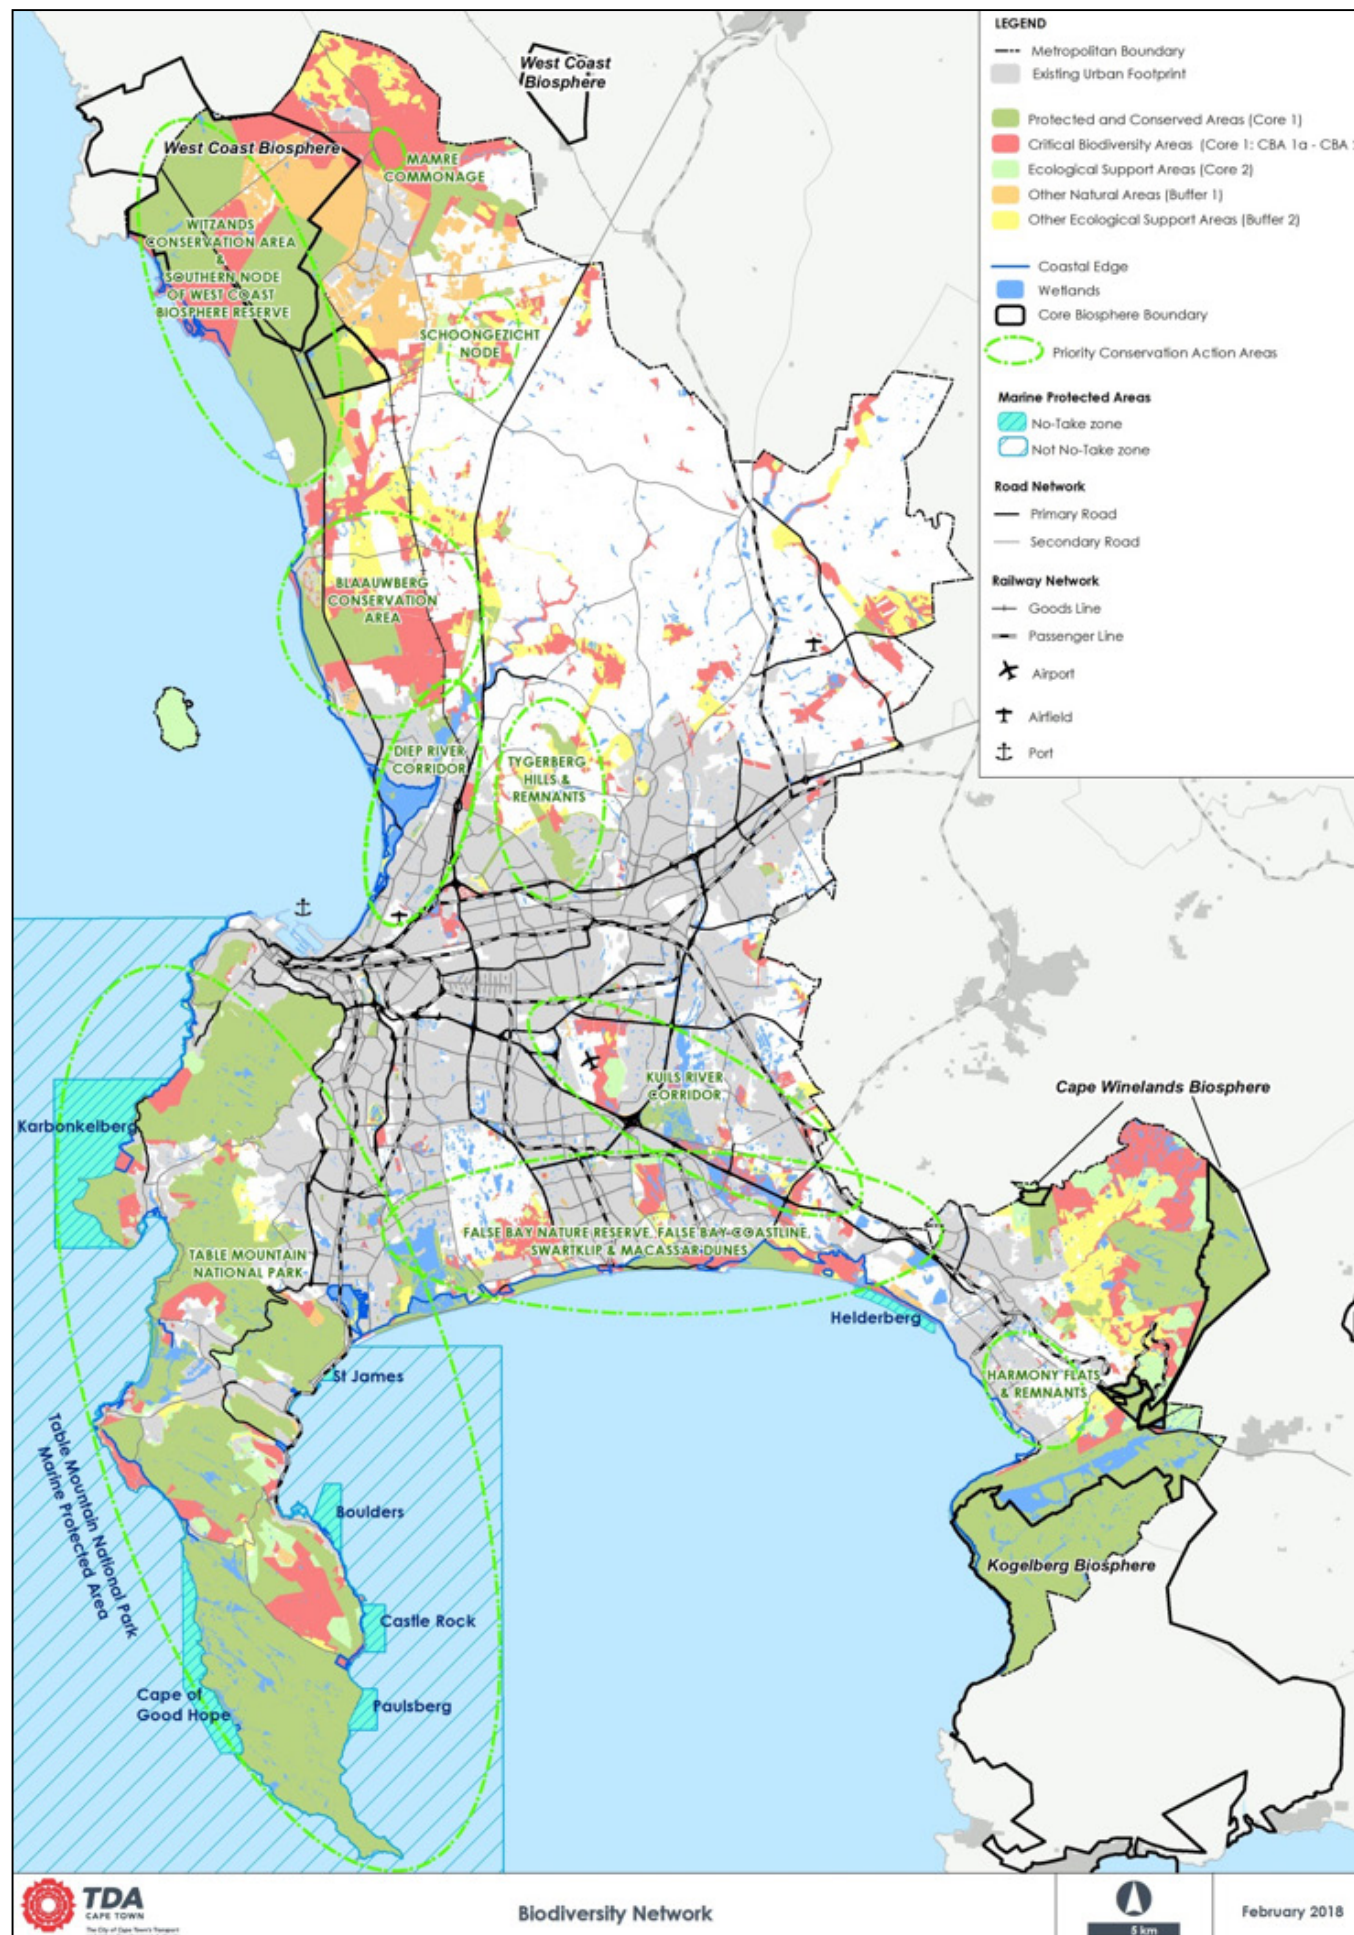 West Coast
Biosphere
West Coast Biosphere
MAMRE
COMMONAGE
WITZANDS
CONSERVATION AREA
&
SOUTHERN NODE
OF WEST COAST
BIOSPHERE RESERVE
SCHOONGEZICHT
NODE
BLAAUWBERG
CONSERVATION
AREA
DIEP RIVER
CORRIDOR
TYGERBERG
HILLS &
REMNANTS
KUILS RIVER
CORRIDOR
Cape Winelands Biosphere
Karbonkelberg
TABLE MOUNTAIN
NATIONAL PARK
FALSE BAY NATURE RESERVE, FALSE BAY COASTLINE,
SWARTKLIP & MACASSAR DUNES
Helderberg
St James
HARMONY FLATS
& REMNANTS
Table Mountain National Park
Marine Protected Area
Boulders
Kogelberg Biosphere
Castle Rock
Cape of
Good Hope
Paulsberg
LEGEND
Metropolitan Boundary
Existing Urban Footprint
Protected and Conserved Areas (Core 1)
Critical Biodiversity Areas (Core 1: CBA 1a - CBA
Ecological Support Areas (Core 2)
Other Natural Areas (Buffer 1)
Other Ecological Support Areas (Buffer 2)
Coastal Edge
Wetlands
Core Biosphere Boundary
Priority Conservation Action Areas
Marine Protected Areas
No-Take zone
Not No-Take zone
Road Network
Primary Road
Secondary Road
Railway Network
Goods Line
Passenger Line
Airport
Airfield
Port
TDA
CAPE TOWN
The City of Cape Town's Transport
Biodiversity Network
5 km
February 2018